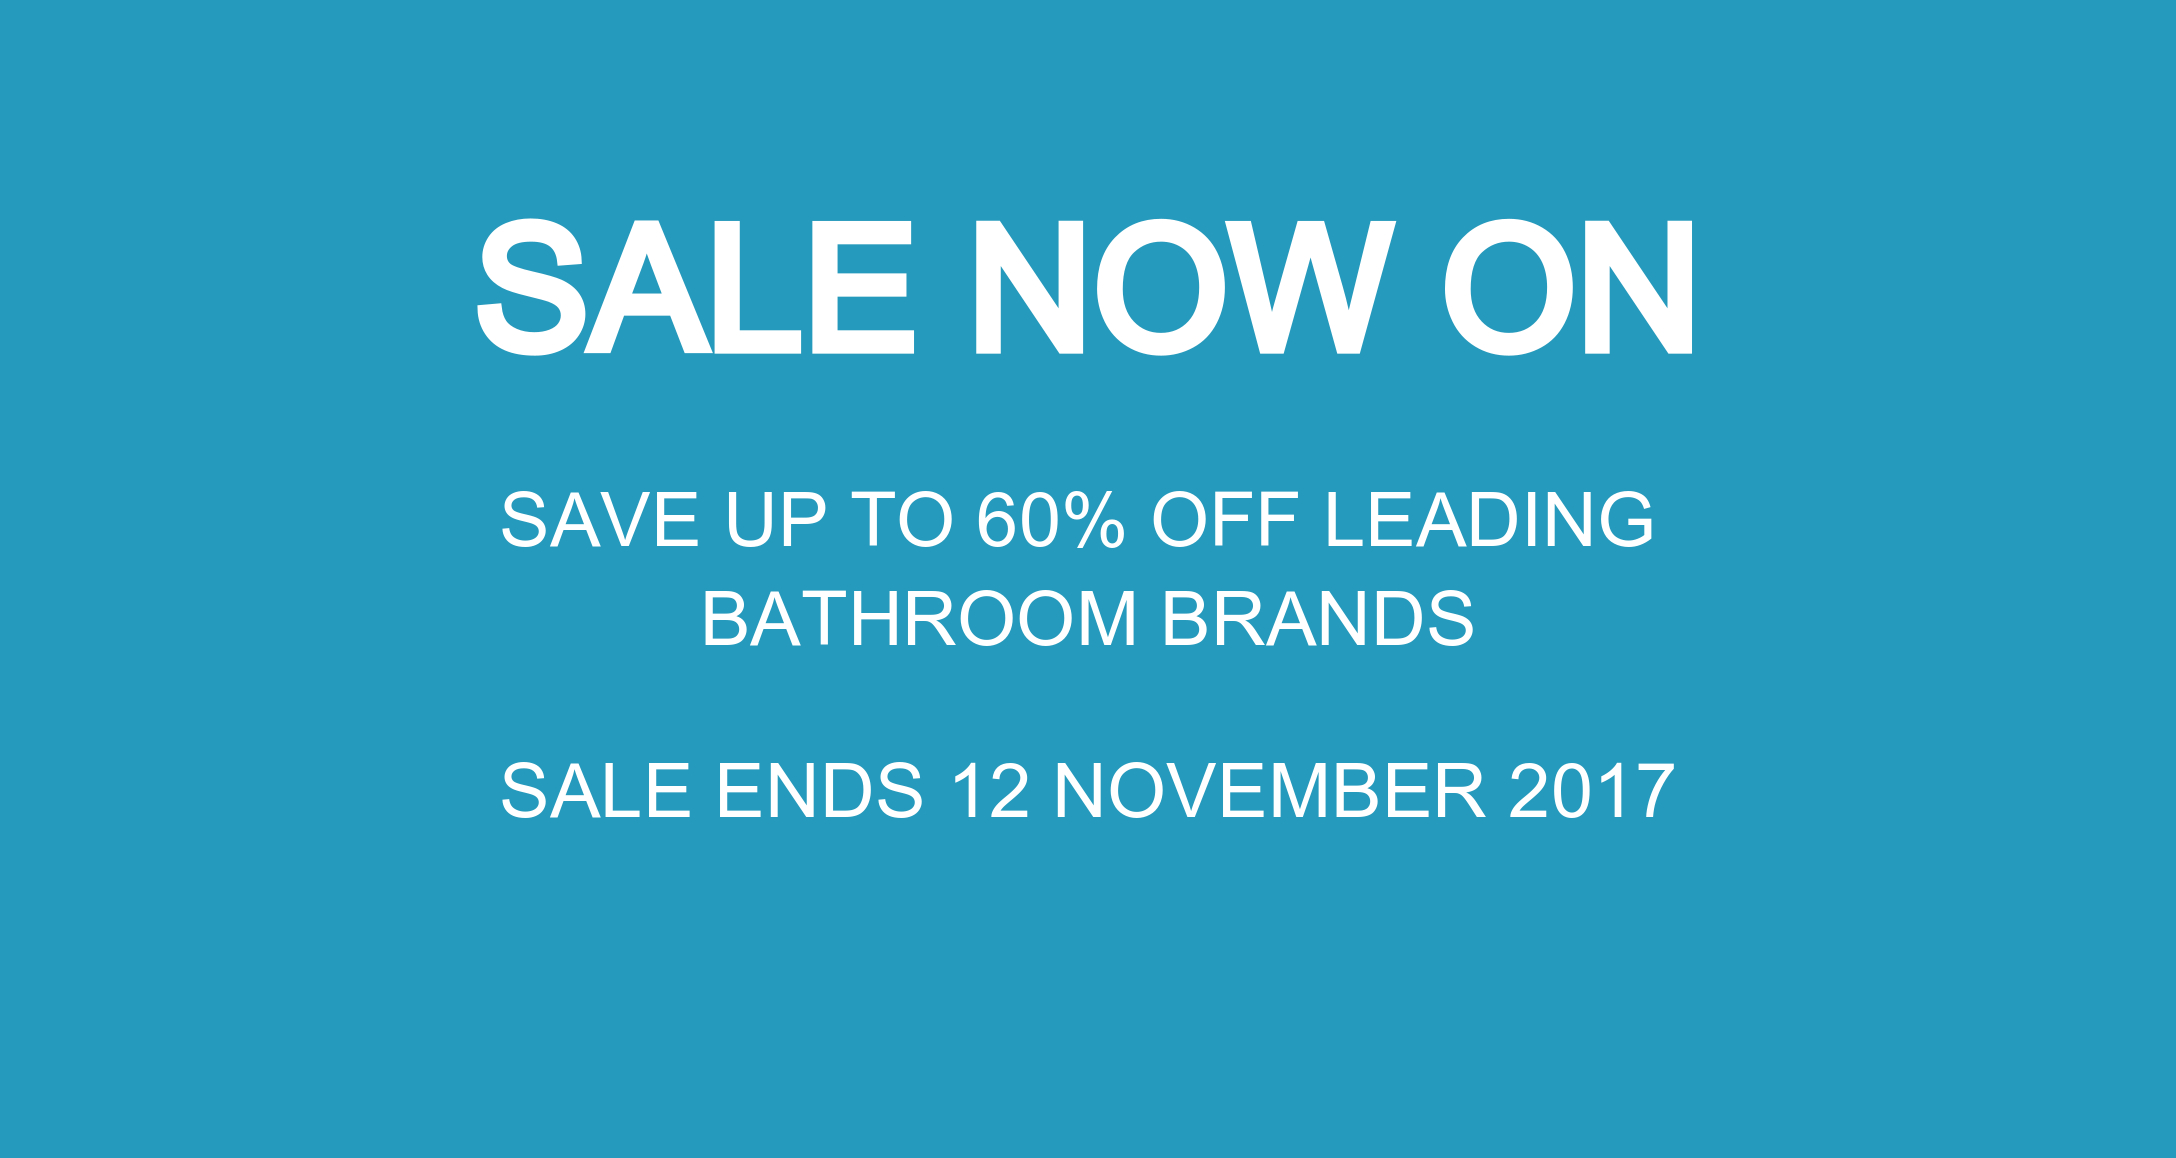 SALE NOW ON
SAVE UP TO 60% OFF LEADING
BATHROOM BRANDS
SALE ENDS 12 NOVEMBER 2017